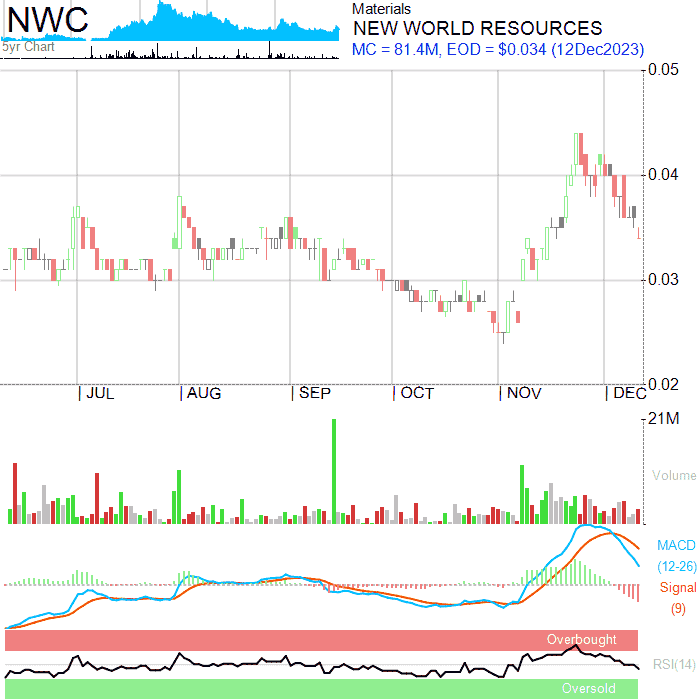 NWC
5yr Chart
Materials
NEW WORLD RESOURCES
MC = 81.4M, EOD = $0.034 (12Dec2023)
0.05
0.04
0.03
0.02
JUL AUG SEP OCT NOV DEC
21M
Volume
MACD
(12-26)
Signal
(9)
Overbought
RSI(14)
Oversold